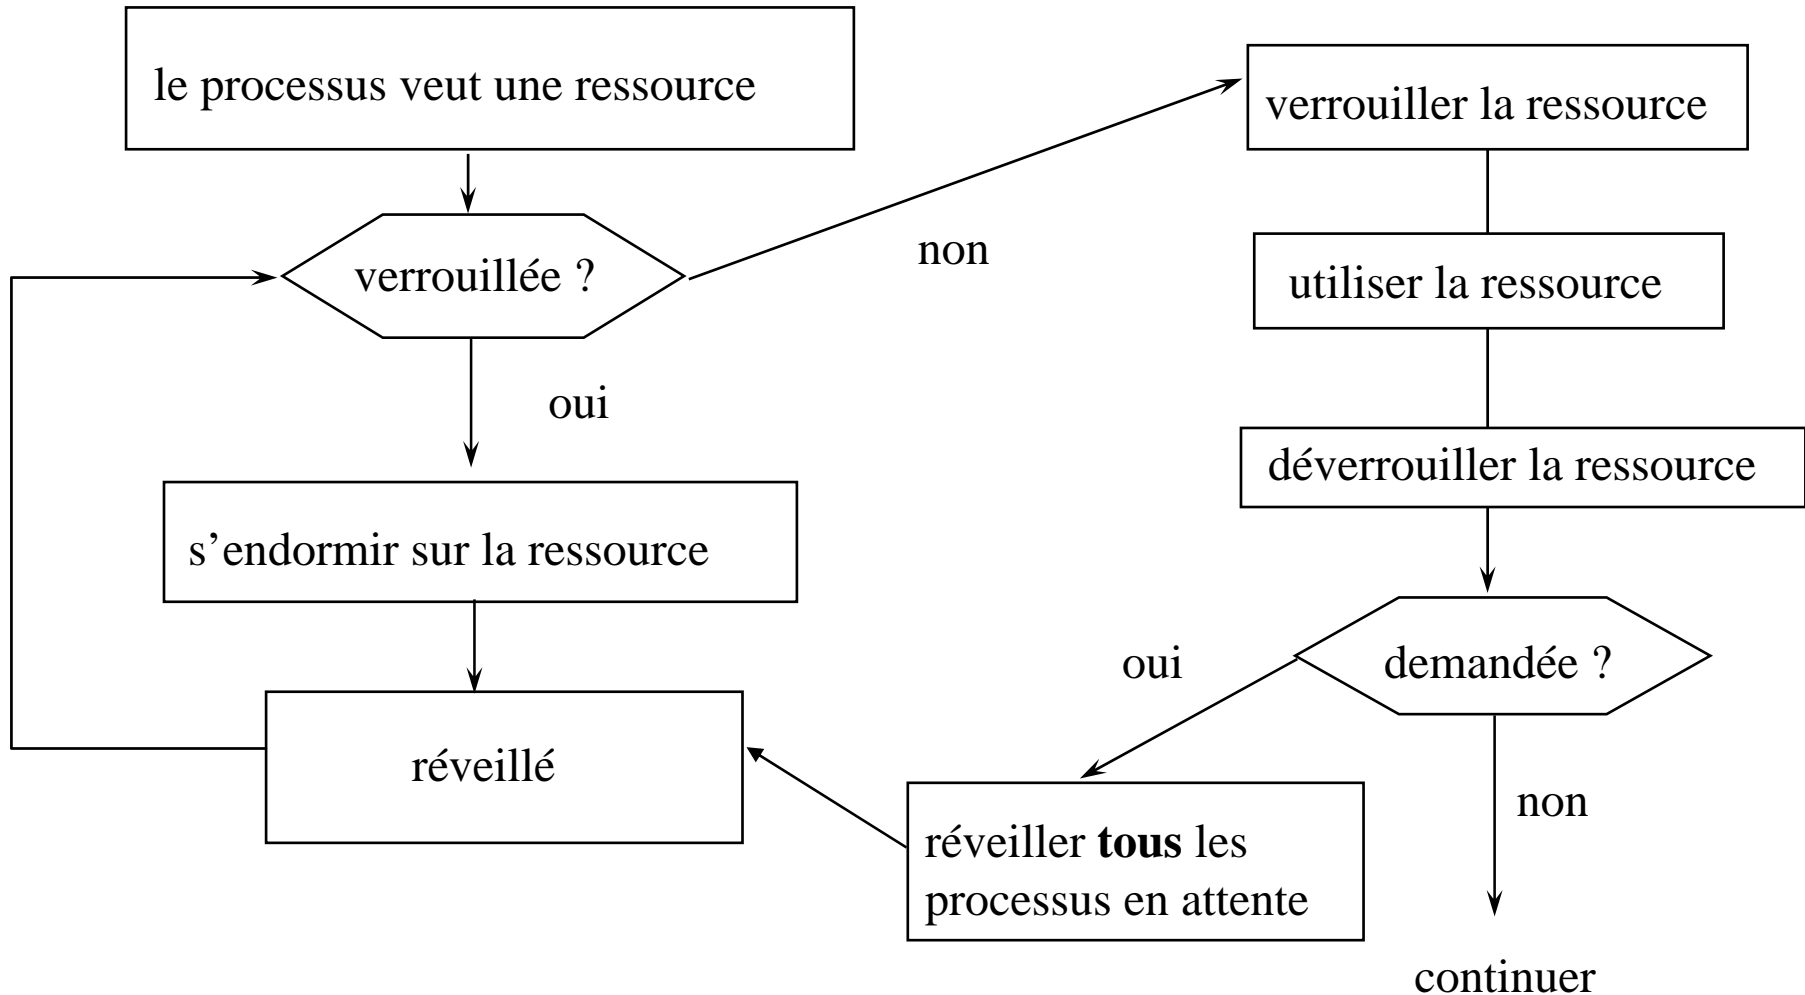 le processus veut une ressource
verrouillée ?
oui
s’endormir sur la ressource
réveillé
non
verrouiller la ressource
utiliser la ressource
déverrouiller la ressource
demandée ?
oui
réveiller tous les
processus en attente
non
continuer